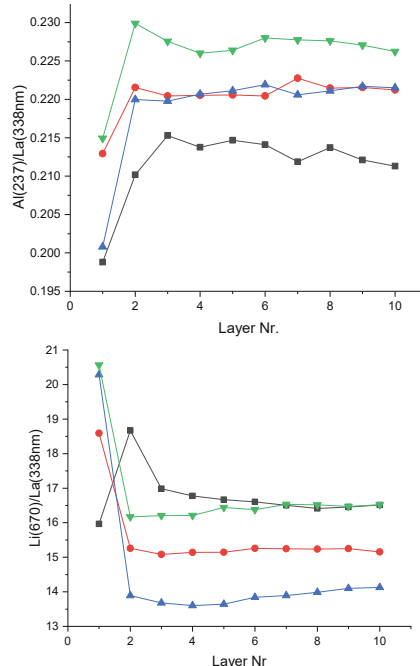 0.230
0.225
0.220
0.215
0.210
0.205
0.200
0.195
Al(237)/La(338nm)
0 2 4 6 8 10
Layer Nr.
21
20
19
18
17
16
15
14
13
Li(670)/La(338nm)
0 2 4 6 8 10
Layer Nr